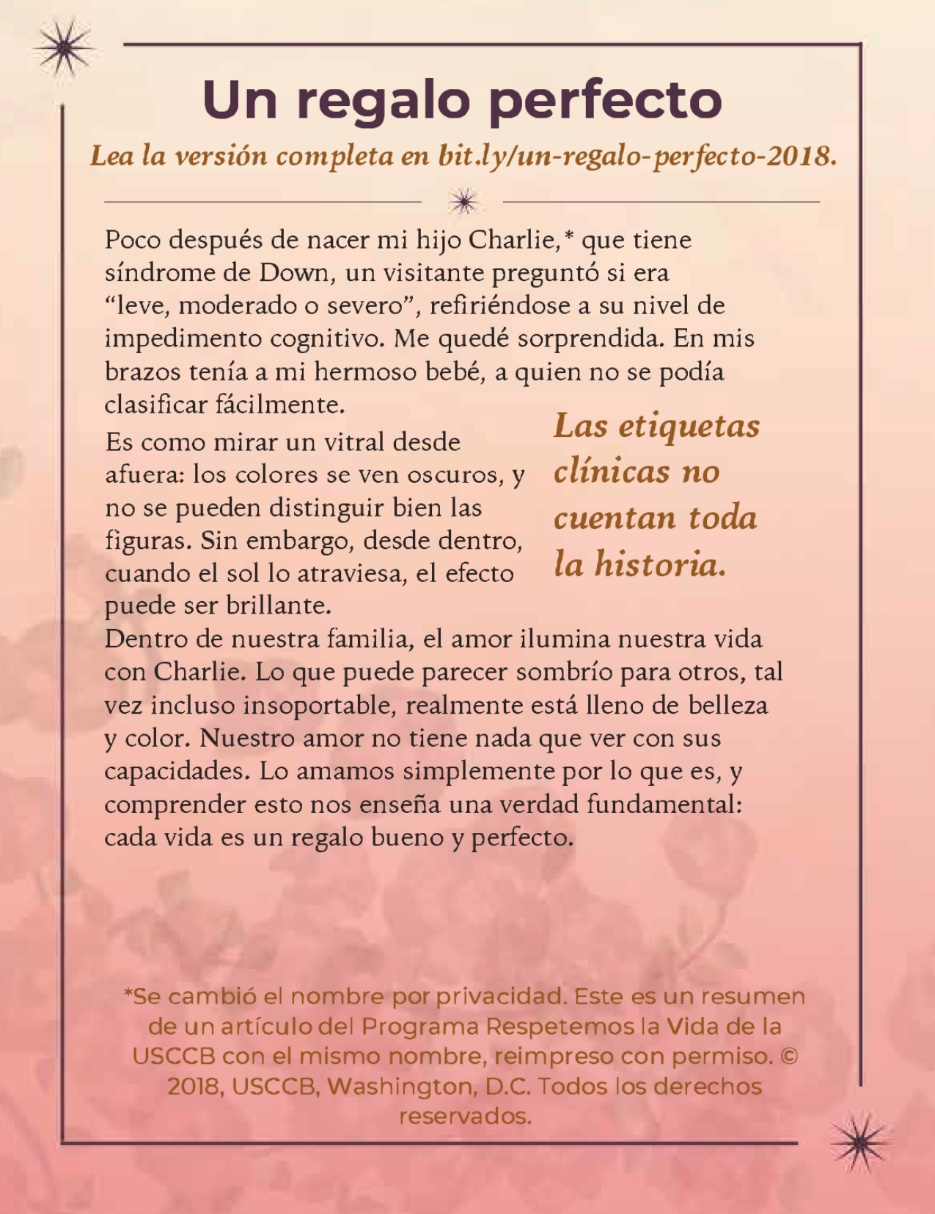 Un regalo perfecto
Lea la versión completa en bit.ly/un-regalo-perfecto-2018.
Poco después de nacer mi hijo Charlie,* que tiene
síndrome de Down, un visitante preguntó si era
“leve, moderado o severo”, refiriéndose a su nivel de
impedimento cognitivo. Me quedé sorprendida. En mis
brazos tenía a mi hermoso bebé, a quien no se podía
clasificar fácilmente.
Es como mirar un vitral desde
afuera: los colores se ven oscuros, y
no se pueden distinguir bien las
figuras. Sin embargo, desde dentro,
cuando el sol lo atraviesa, el efecto
puede ser brillante.
Las etiquetas
clínicas no
cuentan toda
la historia.
Dentro de nuestra familia, el amor ilumina nuestra vida
con Charlie. Lo que puede parecer sombrío para otros, tal
vez incluso insoportable, realmente está lleno de belleza
y color. Nuestro amor no tiene nada que ver con sus
capacidades. Lo amamos simplemente por lo que es, y
comprender esto nos enseña una verdad fundamental:
cada vida es un regalo bueno y perfecto.
*Se cambió el nombre por privacidad. Este es un resumen
de un artículo del Programa Respetemos la Vida de la
USCCB con el mismo nombre, reimpreso con permiso. ©
2018, USCCB, Washington, D.C. Todos los derechos
reservados.